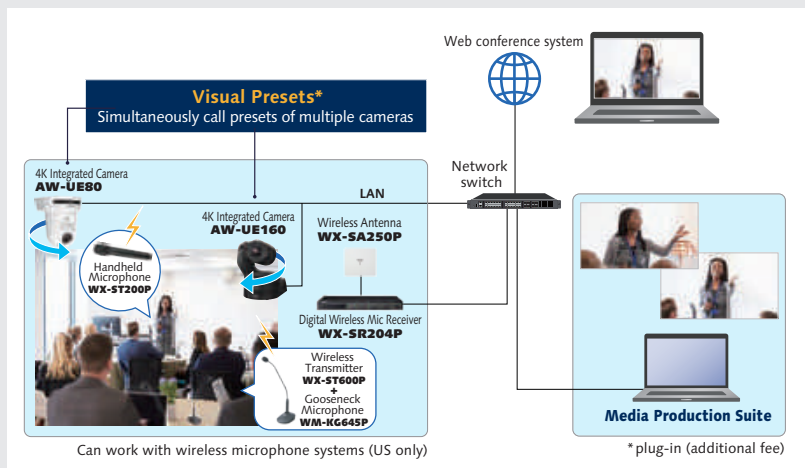 Web conference system
Visual Presets*
Simultaneously call presets of multiple cameras
Network
switch
4K Integrated Camera
AW-UE80
LAN
4K Integrated Camera
AW-UE160
Wireless Antenna
WX-SA250P
Handheld
Microphone
WX-ST200P
Digital Wireless Mic Receiver
WX-SR204P
Wireless
Transmitter
WX-ST600P
+
Gooseneck
Microphone
WM-KG645P
Media Production Suite
Can work with wireless microphone systems (US only)
*plug-in (additional fee)